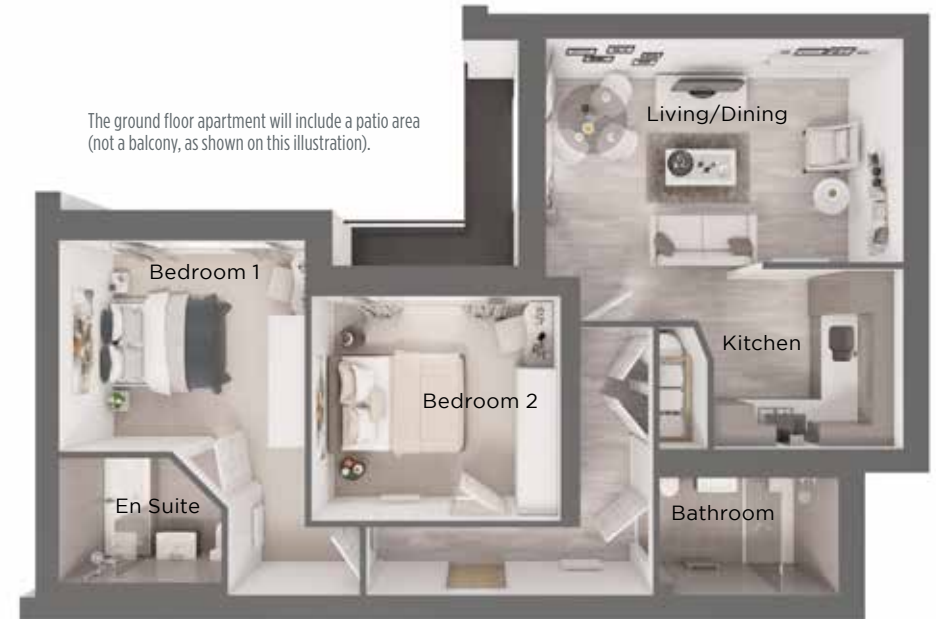 The ground floor apartment will include a patio area
(not a balcony, as shown on this illustration).
Living/Dining
Bedroom 1
Kitchen
Bedroom 2
En Suite
Bathroom